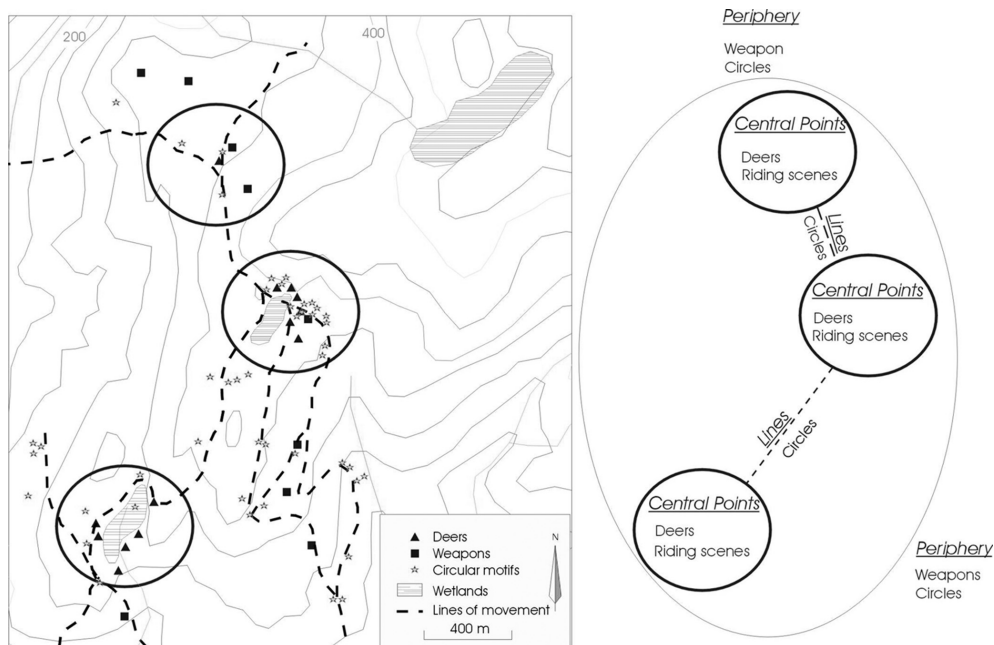 200
400
Deers
Weapons
Circular motifs
Wetlands
Lines of movement
400 m
N
Periphery
Weapon
Circles
Central Points
Deers
Riding scenes
Lines
Circles
Central Points
Deers
Riding scenes
Lines
Circles
Central Points
Deers
Riding scenes
Periphery
Weapons
Circles